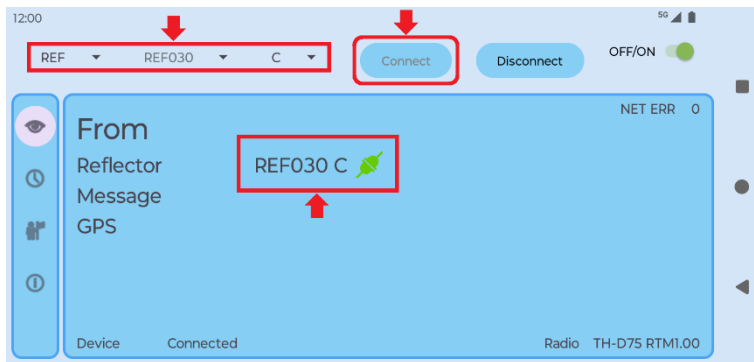 12:00 5G
REF REF030 C Connect Disconnect OFF/ON
NET ERR 0
From
Reflector REF030 C
Message
GPS
Device Connected Radio TH-D75 RTM1.00